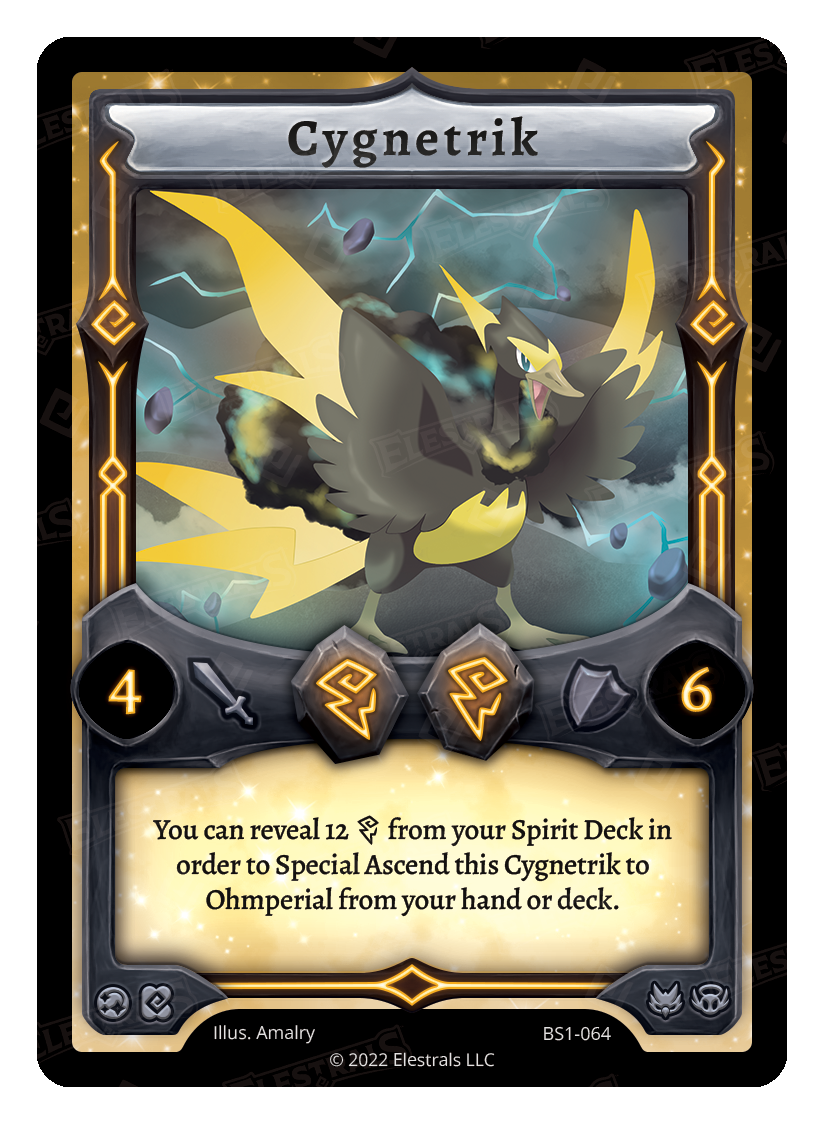 Cygnetrik
4
6
You can reveal 12 from your Spirit Deck in
order to Special Ascend this Cygnetrik to
Ohmperial from your hand or deck.
Illus. Amalry
BS1-064
© 2022 Elestrals LLC
ELESTRALS